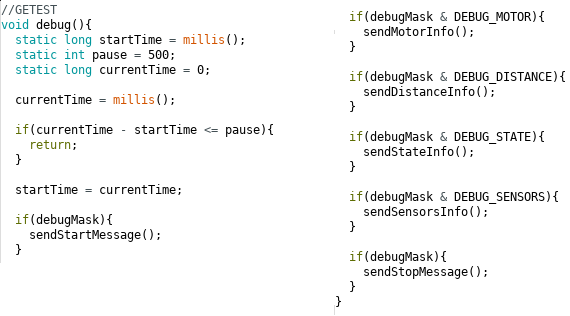 //GETEST
void debug(){
  static long startTime = millis();
  static int pause = 500;
  static long currentTime = 0;

  currentTime = millis();

  if(currentTime - startTime <= pause){
    return;
  }

  startTime = currentTime;

  if(debugMask){
    sendStartMessage();
  }

  if(debugMask & DEBUG_MOTOR){
    sendMotorInfo();
  }

  if(debugMask & DEBUG_DISTANCE){
    sendDistanceInfo();
  }

  if(debugMask & DEBUG_STATE){
    sendStateInfo();
  }

  if(debugMask & DEBUG_SENSORS){
    sendSensorsInfo();
  }

  if(debugMask){
    sendStopMessage();
  }
}